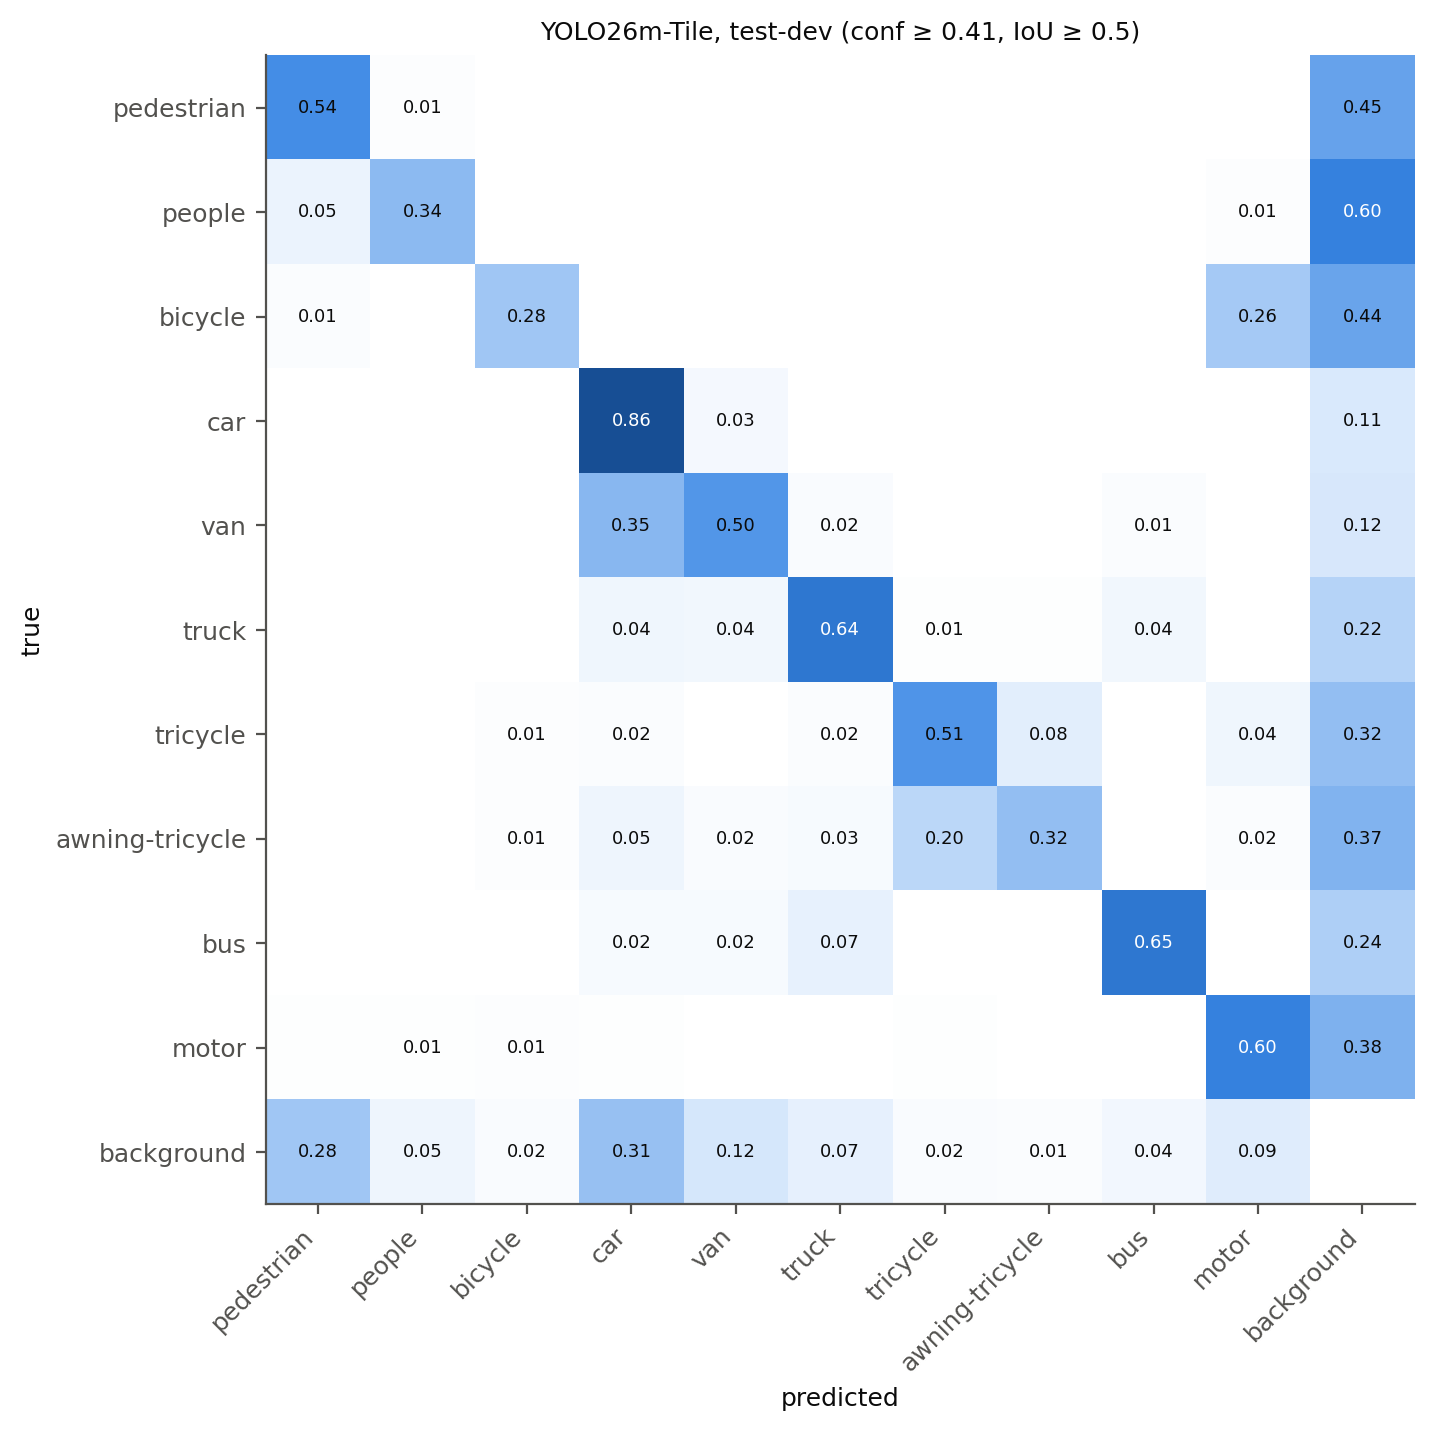 YOLO26m-Tile, test-dev (conf ≥ 0.41, IoU ≥ 0.5)
pedestrian 0.54 0.01 0.45
people 0.05 0.34 0.01 0.60
bicycle 0.01 0.28 0.26 0.44
car 0.86 0.03 0.11
van 0.35 0.50 0.02 0.01 0.12
truck 0.04 0.04 0.64 0.01 0.04 0.22
tricycle 0.01 0.02 0.02 0.51 0.08 0.04 0.32
awning-tricycle 0.01 0.05 0.02 0.03 0.20 0.32 0.02 0.37
bus 0.02 0.02 0.07 0.65 0.24
motor 0.01 0.01 0.60 0.38
background 0.28 0.05 0.02 0.31 0.12 0.07 0.02 0.01 0.04 0.09
true
pedestrian
people
bicycle
car
van
truck
tricycle
awning-tricycle
bus
motor
background
predicted